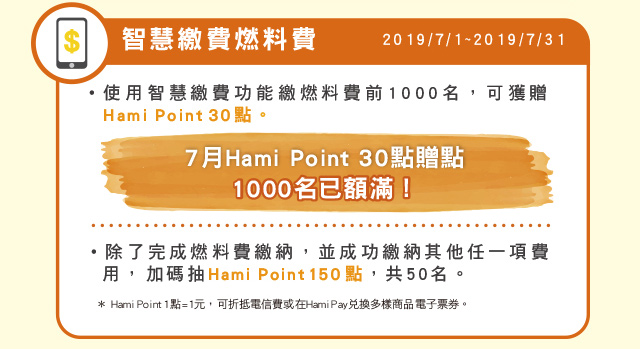 $
智慧繳費燃料費
2019/7/1~2019/7/31
• 使用智慧繳費功能繳燃料費前1000名，可獲贈
Hami Point 30點。
7月Hami Point 30點贈點
1000名已額滿！
• 除了完成燃料費繳納，並成功繳納其他任一項費
用，加碼抽Hami Point 150點，共50名。
＊ Hami Point 1點=1元，可折抵電信費或在Hami Pay兌換多樣商品電子票券。